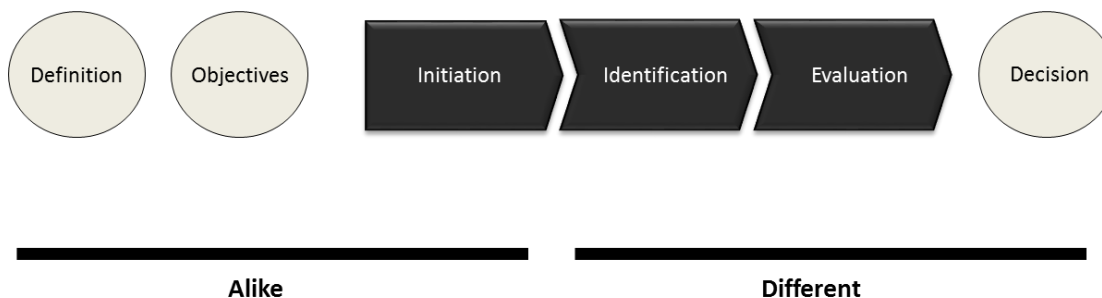 Definition
Objectives
Initiation
Identification
Evaluation
Decision
Alike
Different